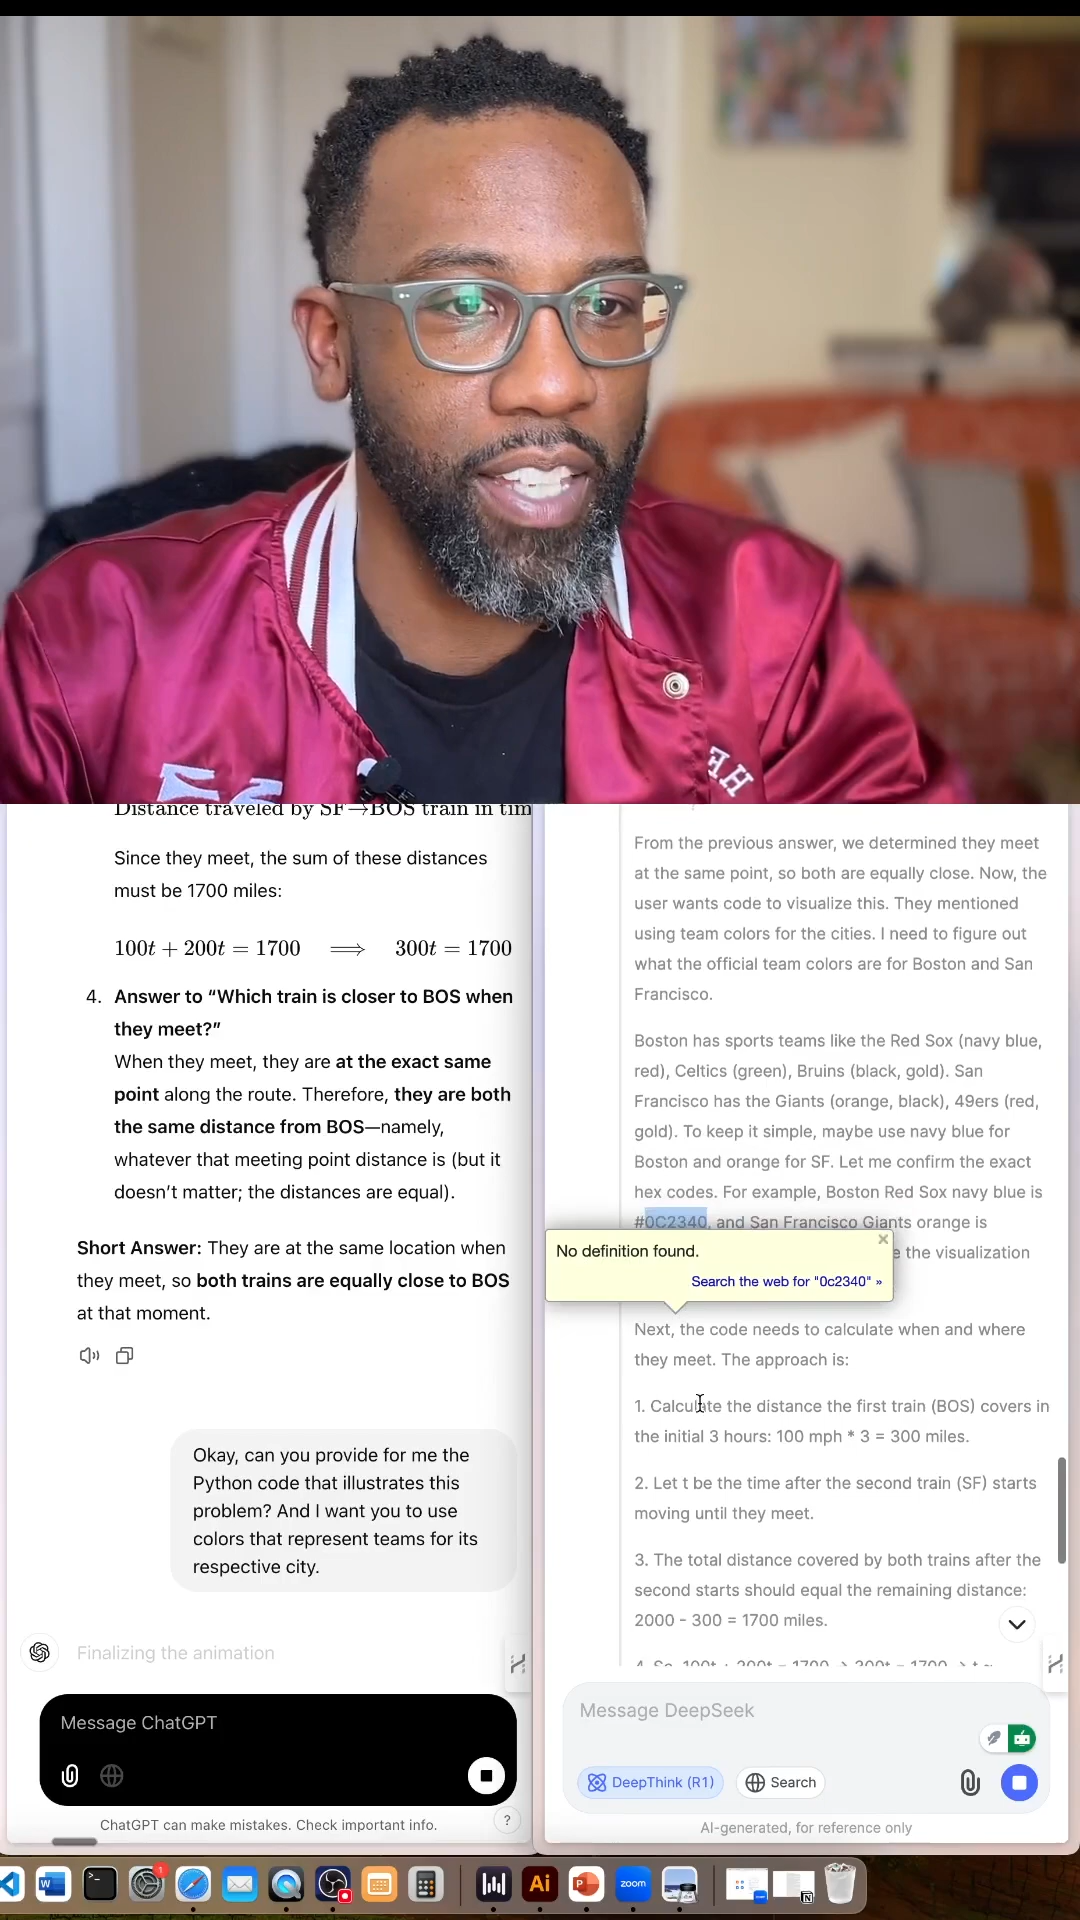 HF
Distance traveled by SF→BOS train in tim
Since they meet, the sum of these distances
must be 1700 miles:
100t + 200t = 1700 ⟹ 300t = 1700
4. Answer to “Which train is closer to BOS when
they meet?”
When they meet, they are at the exact same
point along the route. Therefore, they are both
the same distance from BOS—namely,
whatever that meeting point distance is (but it
doesn’t matter; the distances are equal).
Short Answer: They are at the same location when
they meet, so both trains are equally close to BOS
at that moment.
Okay, can you provide for me the
Python code that illustrates this
problem? And I want you to use
colors that represent teams for its
respective city.
Finalizing the animation
Message ChatGPT
ChatGPT can make mistakes. Check important info.
?
From the previous answer, we determined they meet
at the same point, so both are equally close. Now, the
user wants code to visualize this. They mentioned
using team colors for the cities. I need to figure out
what the official team colors are for Boston and San
Francisco.
Boston has sports teams like the Red Sox (navy blue,
red), Celtics (green), Bruins (black, gold). San
Francisco has the Giants (orange, black), 49ers (red,
gold). To keep it simple, maybe use navy blue for
Boston and orange for SF. Let me confirm the exact
hex codes. For example, Boston Red Sox navy blue is
#0C2340, and San Francisco Giants orange is
e the visualization
No definition found.
Search the web for "0c2340" »
Next, the code needs to calculate when and where
they meet. The approach is:
1. Calculate the distance the first train (BOS) covers in
the initial 3 hours: 100 mph * 3 = 300 miles.
2. Let t be the time after the second train (SF) starts
moving until they meet.
3. The total distance covered by both trains after the
second starts should equal the remaining distance:
2000 - 300 = 1700 miles.
4. So, 100t + 200t = 1700 → 300t = 1700 → t ≈
Message DeepSeek
DeepThink (R1)
Search
AI-generated, for reference only
W
1
Ai
P
zoom
N